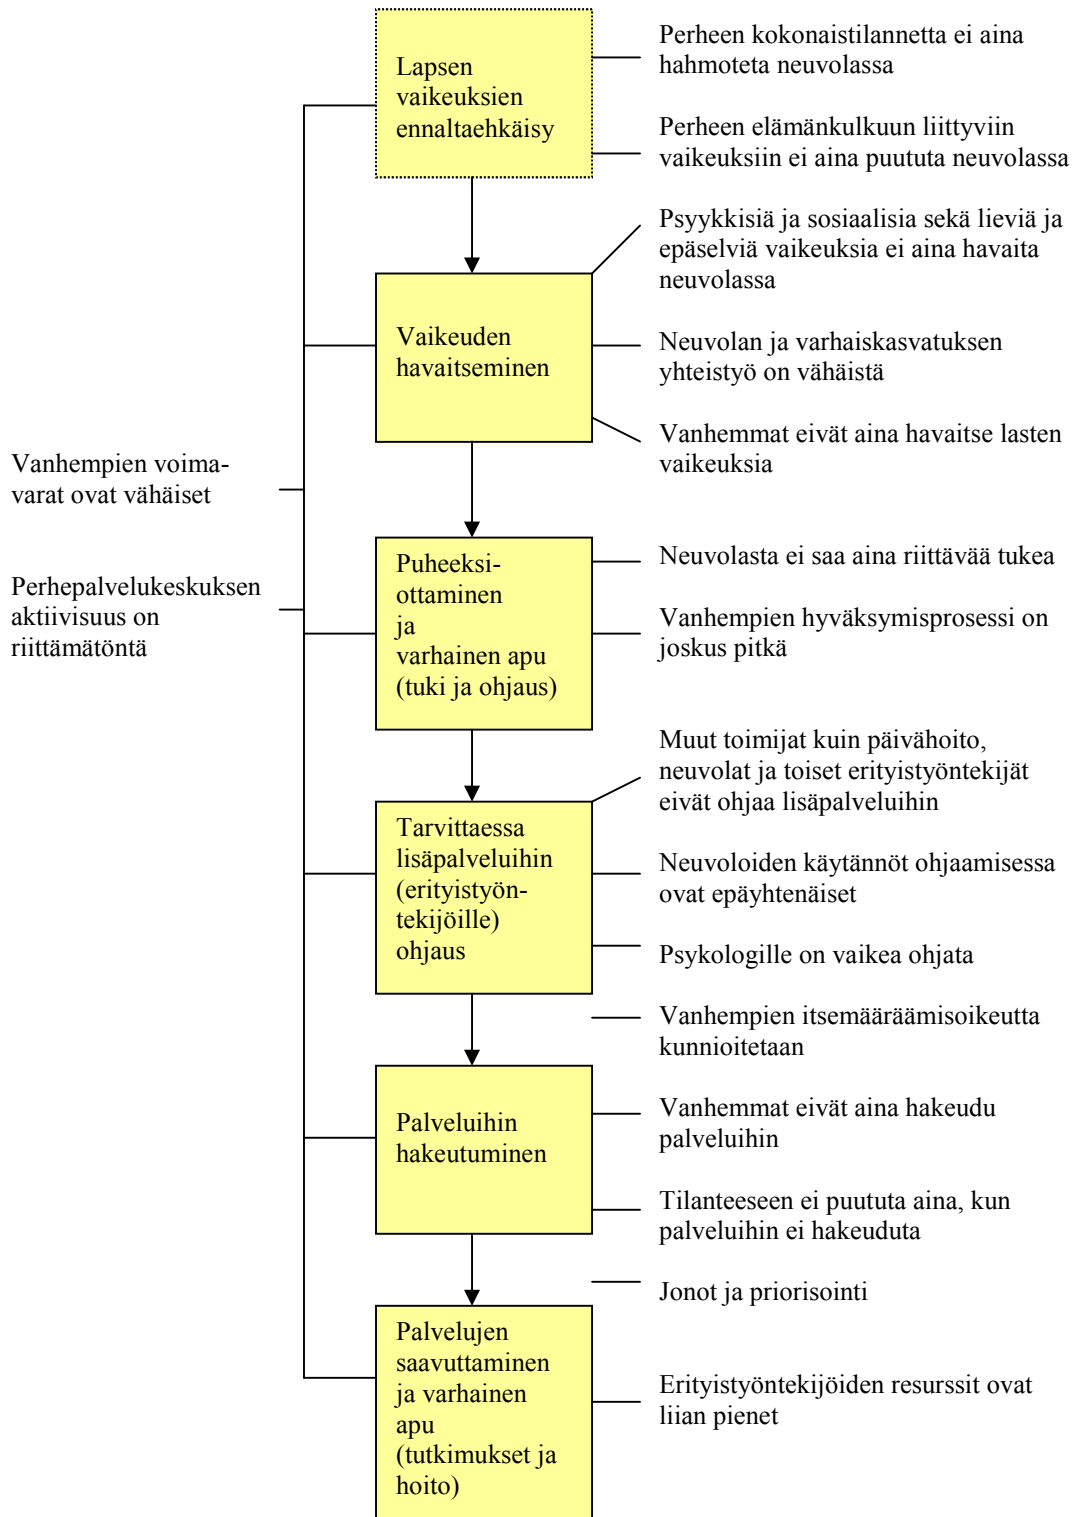 Lapsen
vaikeuksien
ennaltaehkäisy
Perheen kokonaistilannetta ei aina
hahmoteta neuvolassa
Perheen elämänkulkuun liittyviin
vaikeuksiin ei aina puututa neuvolassa
Psyykkisiä ja sosiaalisia sekä lieviä ja
epäselviä vaikeuksia ei aina havaita
neuvolassa
Vaikeuden
havaitseminen
Neuvolan ja varhaiskasvatuksen
yhteistyö on vähäistä
Vanhemmat eivät aina havaitse lasten
vaikeuksia
Vanhempien voima-
varat ovat vähäiset
Perhepalvelukeskuksen
aktiivisuus on
riittämätöntä
Puheeksi-
ottaminen
ja
varhainen apu
(tuki ja ohjaus)
Neuvolasta ei saa aina riittävää tukea
Vanhempien hyväksymisprosessi on
joskus pitkä
Muut toimijat kuin päivähoito,
neuvolat ja toiset erityistyöntekijät
eivät ohjaa lisäpalveluihin
Tarvittaessa
lisäpalveluihin
(erityistyön-
tekijöille)
ohjaus
Neuvoloiden käytännöt ohjaamisessa
ovat epäyhtenäiset
Psykologille on vaikea ohjata
Vanhempien itsemääräämisoikeutta
kunnioitetaan
Palveluihin
hakeutuminen
Vanhemmat eivät aina hakeudu
palveluihin
Tilanteeseen ei puututa aina, kun
palveluihin ei hakeuduta
Jonot ja priorisointi
Palvelujen
saavuttaminen
ja varhainen
apu
(tutkimukset ja
hoito)
Erityistyöntekijöiden resurssit ovat
liian pienet